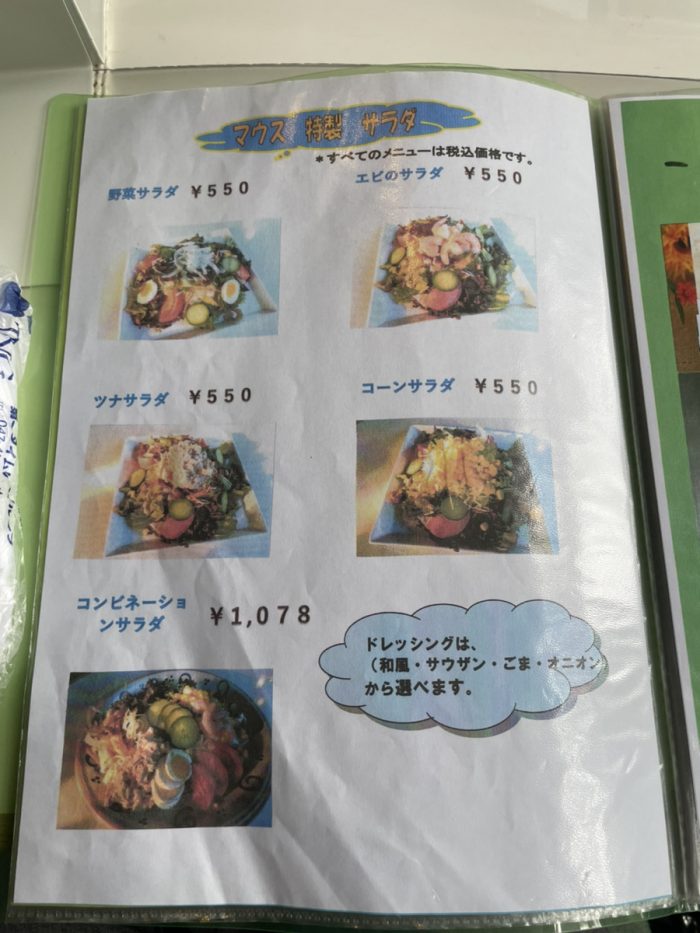 マウス 特製 サラダ
*すべてのメニューは税込価格です。
野菜サラダ ¥550
エビのサラダ ¥550
ツナサラダ ¥550
コーンサラダ ¥550
コンビネーショ
ンサラダ ¥1,078
ドレッシングは、
(和風・サウザン・ごま・オニオン
から選べます。